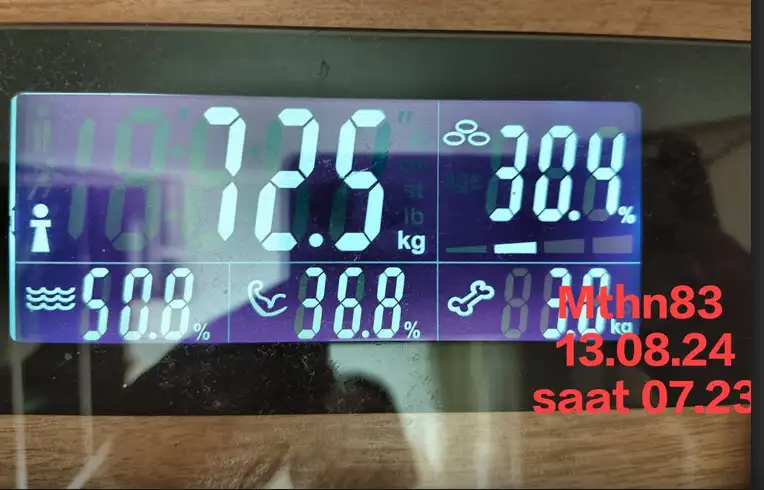 72.5 kg
30.4 %
50.8 %
36.8 %
3.0 kg
Mthn83
13.08.24
saat 07.23